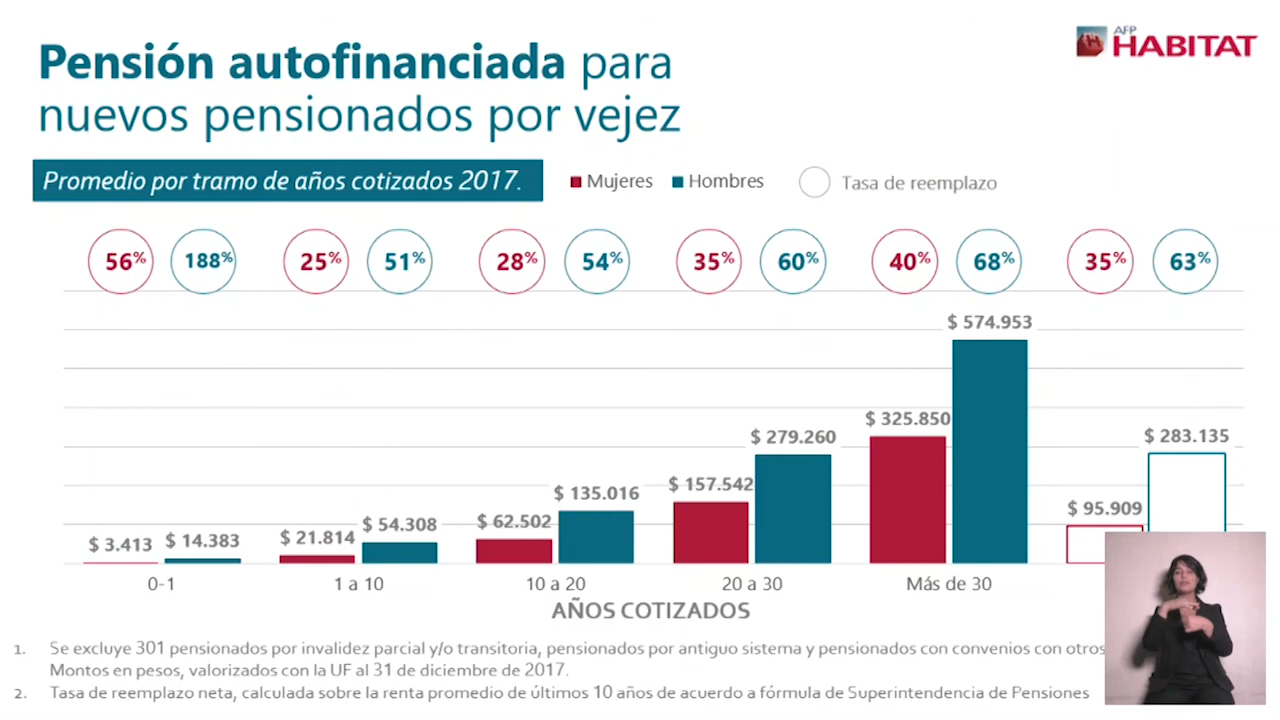 AFP
HABITAT
Pensión autofinanciada para
nuevos pensionados por vejez
Promedio por tramo de años cotizados 2017.
Mujeres
Hombres
Tasa de reemplazo
56% 188% 25% 51% 28% 54% 35% 60% 40% 68% 35% 63%
$ 574.953
$ 325.850
$ 283.135
$ 279.260
$ 157.542
$ 135.016
$ 95.909
$ 62.502
$ 54.308
$ 21.814
$ 14.383
$ 3.413
0-1 1 a 10 10 a 20 20 a 30 Más de 30
AÑOS COTIZADOS
1. Se excluye 301 pensionados por invalidez parcial y/o transitoria, pensionados por antiguo sistema y pensionados con convenios con otros
Montos en pesos, valorizados con la UF al 31 de diciembre de 2017.
2. Tasa de reemplazo neta, calculada sobre la renta promedio de últimos 10 años de acuerdo a fórmula de Superintendencia de Pensiones